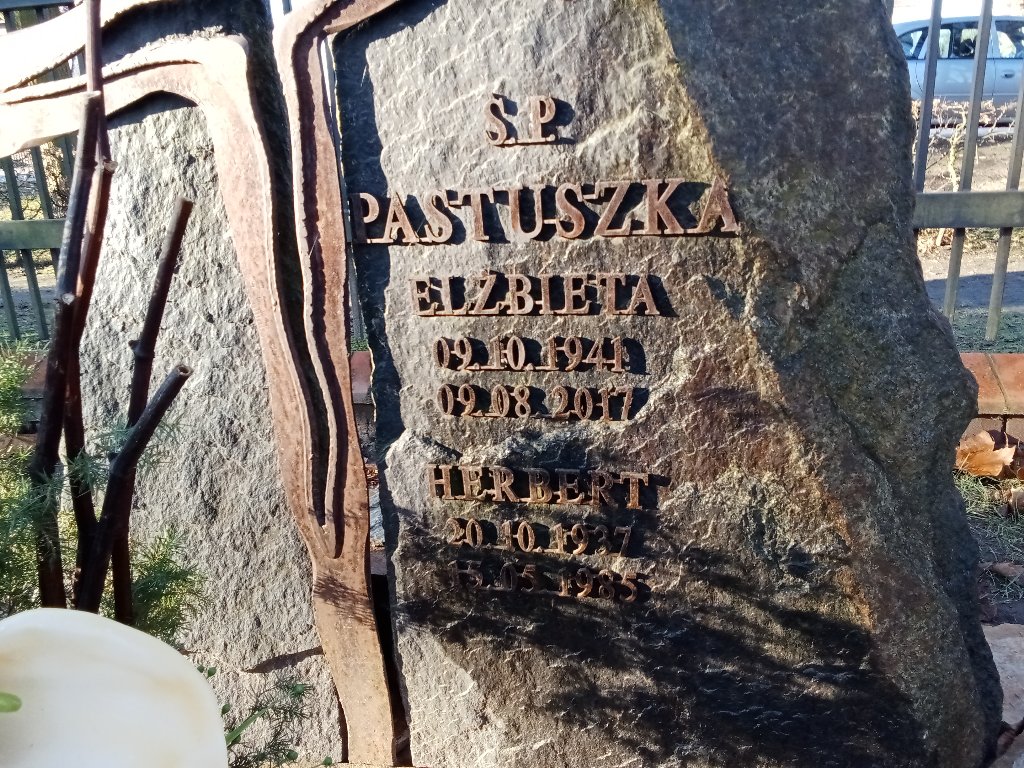 Ś.P.
PASTUSZKA
ELŻBIETA
09.10.1941
09.08.2017
HERBERT
20.10.1937
15.05.1985